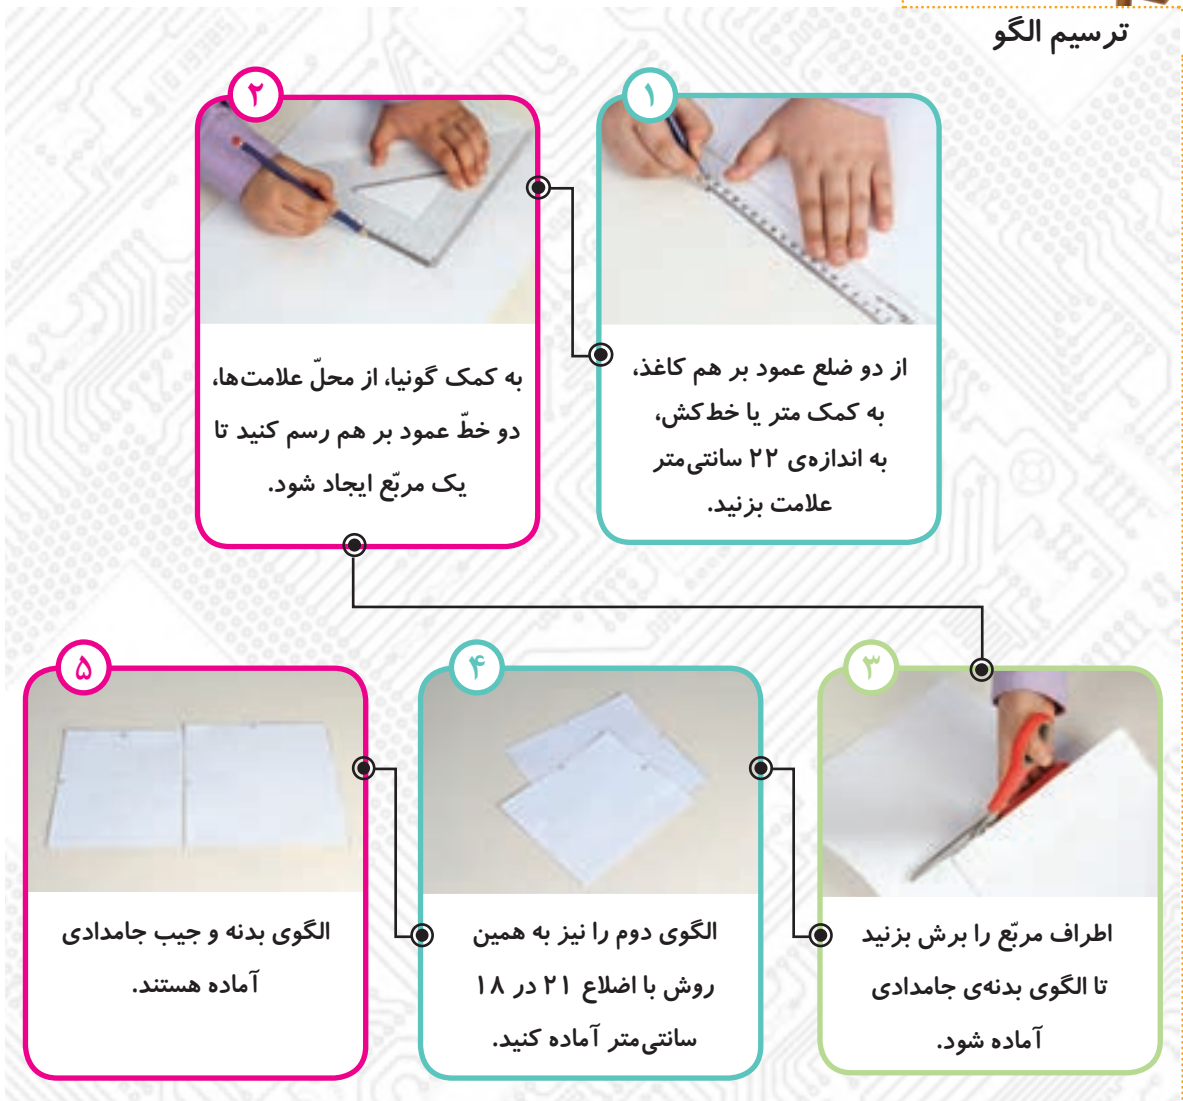 ترسیم الگو
۱
از دو ضلع عمود بر هم کاغذ،
به کمک متر یا خط‌کش،
به اندازه‌ی ۲۲ سانتی‌متر
علامت بزنید.
۲
به کمک گونیا، از محلّ علامت‌ها،
دو خطّ عمود بر هم رسم کنید تا
یک مربّع ایجاد شود.
۳
اطراف مربّع را برش بزنید
تا الگوی بدنه‌ی جامدادی
آماده شود.
۴
الگوی دوم را نیز به همین
روش با اضلاع ۲۱ در ۱۸
سانتی‌متر آماده کنید.
۵
الگوی بدنه و جیب جامدادی
آماده هستند.